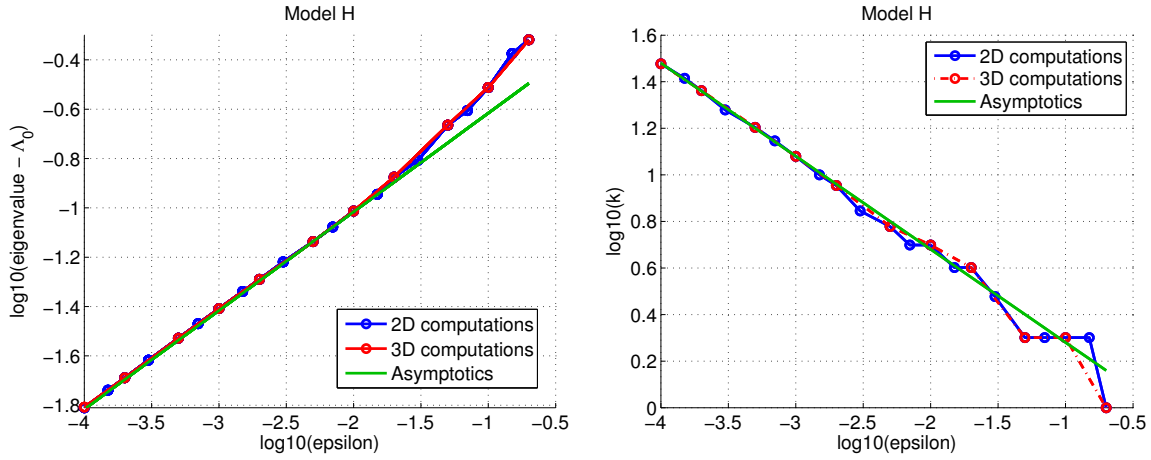 Model H
log10(eigenvalue − Λ0)
−0.4
−0.6
−0.8
−1
−1.2
−1.4
−1.6
−1.8
2D computations
3D computations
Asymptotics
−4 −3.5 −3 −2.5 −2 −1.5 −1 −0.5
log10(epsilon)
Model H
log10(k)
1.6
1.4
1.2
1
0.8
0.6
0.4
0.2
0
2D computations
3D computations
Asymptotics
−4 −3.5 −3 −2.5 −2 −1.5 −1 −0.5
log10(epsilon)